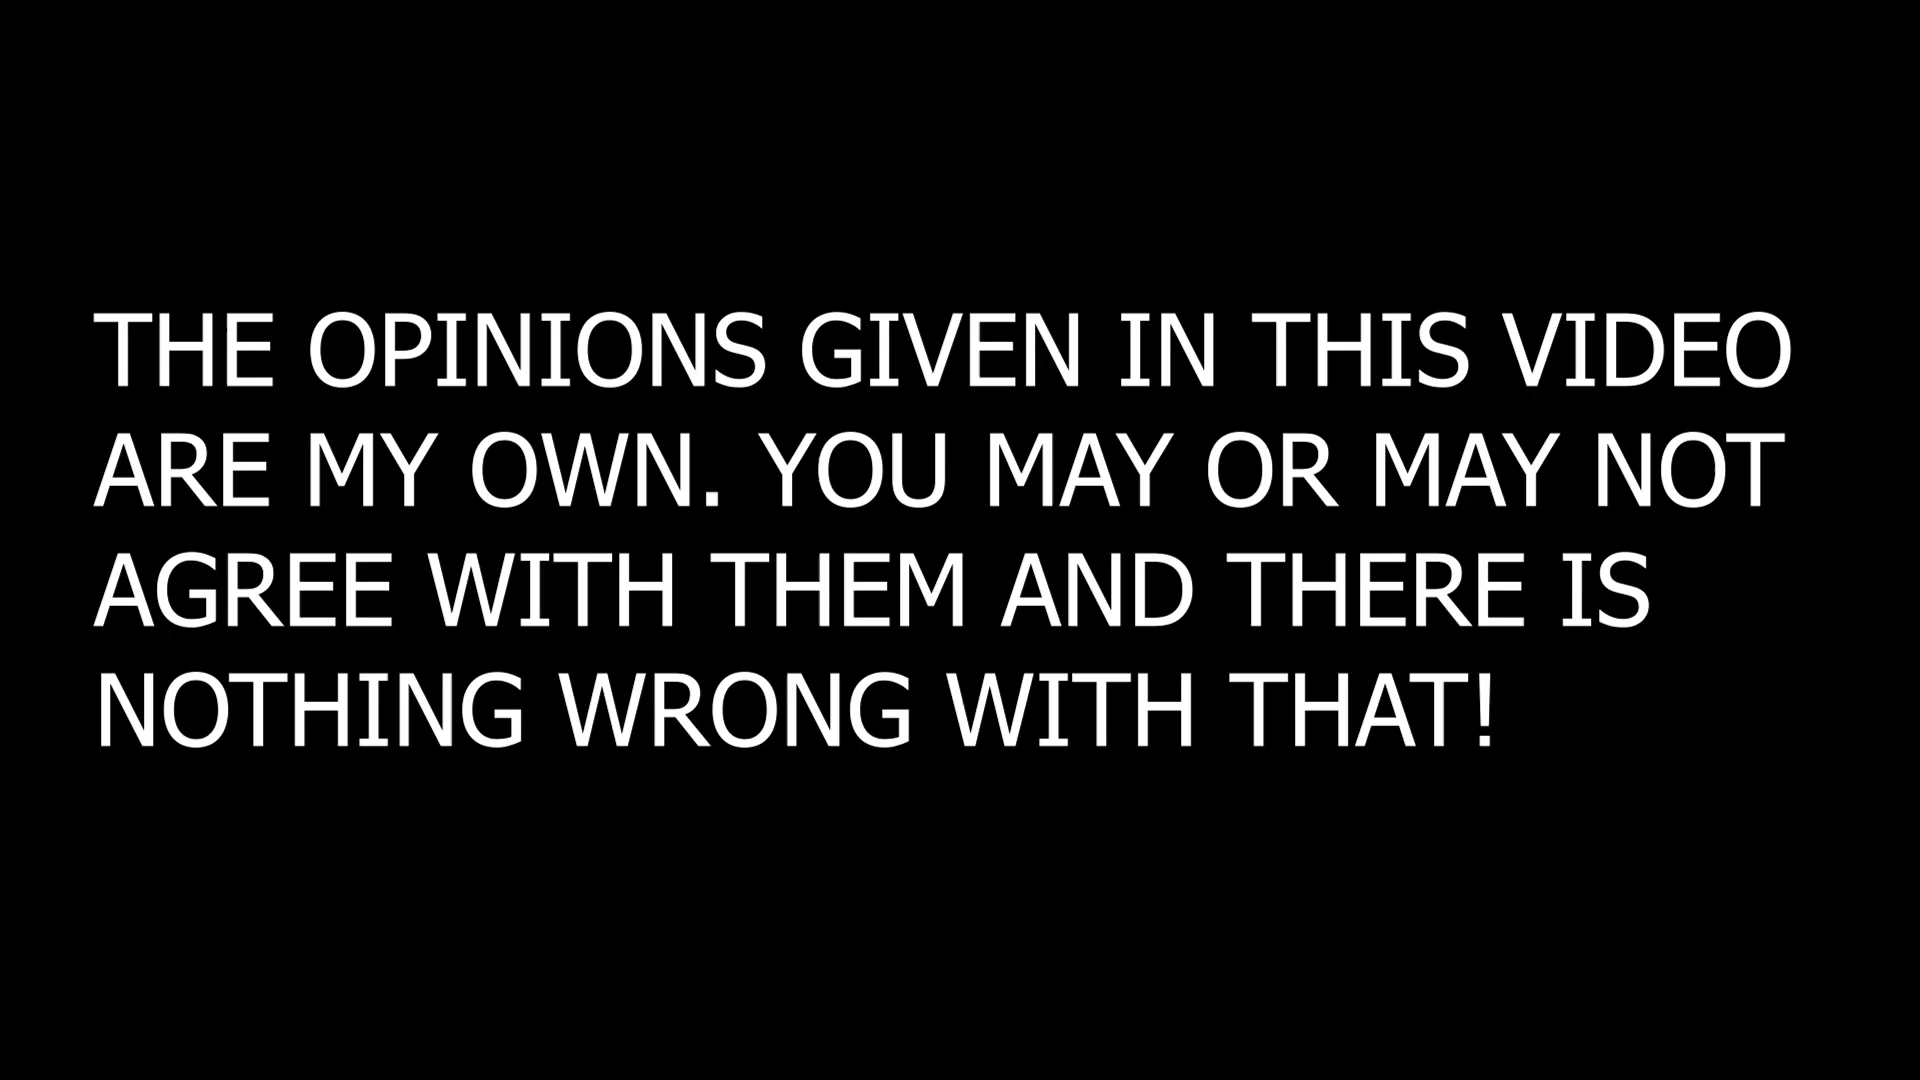 THE OPINIONS GIVEN IN THIS VIDEO
ARE MY OWN. YOU MAY OR MAY NOT
AGREE WITH THEM AND THERE IS
NOTHING WRONG WITH THAT!